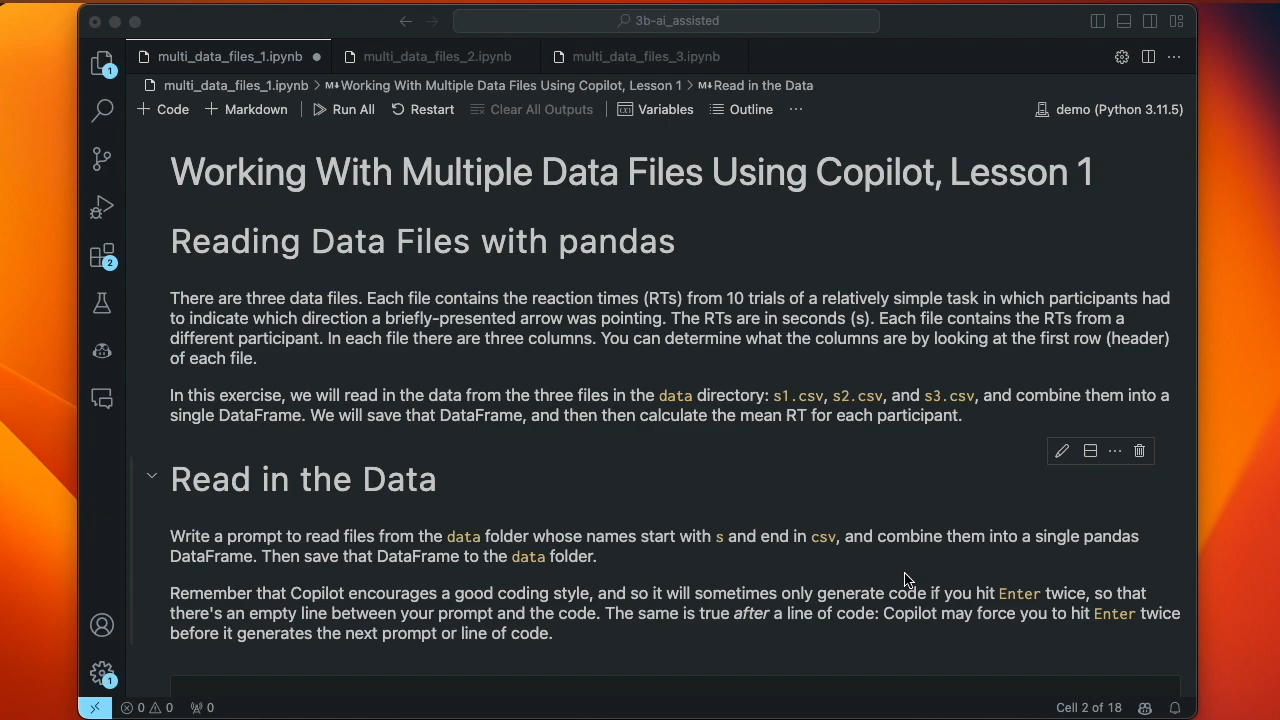 3b-ai_assisted
multi_data_files_1.ipynb
multi_data_files_2.ipynb
multi_data_files_3.ipynb
multi_data_files_1.ipynb > M↓Working With Multiple Data Files Using Copilot, Lesson 1 > M↓Read in the Data
+ Code + Markdown Run All Restart Clear All Outputs Variables Outline ··· demo (Python 3.11.5)
Working With Multiple Data Files Using Copilot, Lesson 1
Reading Data Files with pandas
There are three data files. Each file contains the reaction times (RTs) from 10 trials of a relatively simple task in which participants had
to indicate which direction a briefly-presented arrow was pointing. The RTs are in seconds (s). Each file contains the RTs from a
different participant. In each file there are three columns. You can determine what the columns are by looking at the first row (header)
of each file.
In this exercise, we will read in the data from the three files in the data directory: s1.csv, s2.csv, and s3.csv, and combine them into a
single DataFrame. We will save that DataFrame, and then then calculate the mean RT for each participant.
Read in the Data
Write a prompt to read files from the data folder whose names start with s and end in csv, and combine them into a single pandas
DataFrame. Then save that DataFrame to the data folder.
Remember that Copilot encourages a good coding style, and so it will sometimes only generate code if you hit Enter twice, so that
there's an empty line between your prompt and the code. The same is true after a line of code: Copilot may force you to hit Enter twice
before it generates the next prompt or line of code.
1
2
1
0 0 0
Cell 2 of 18